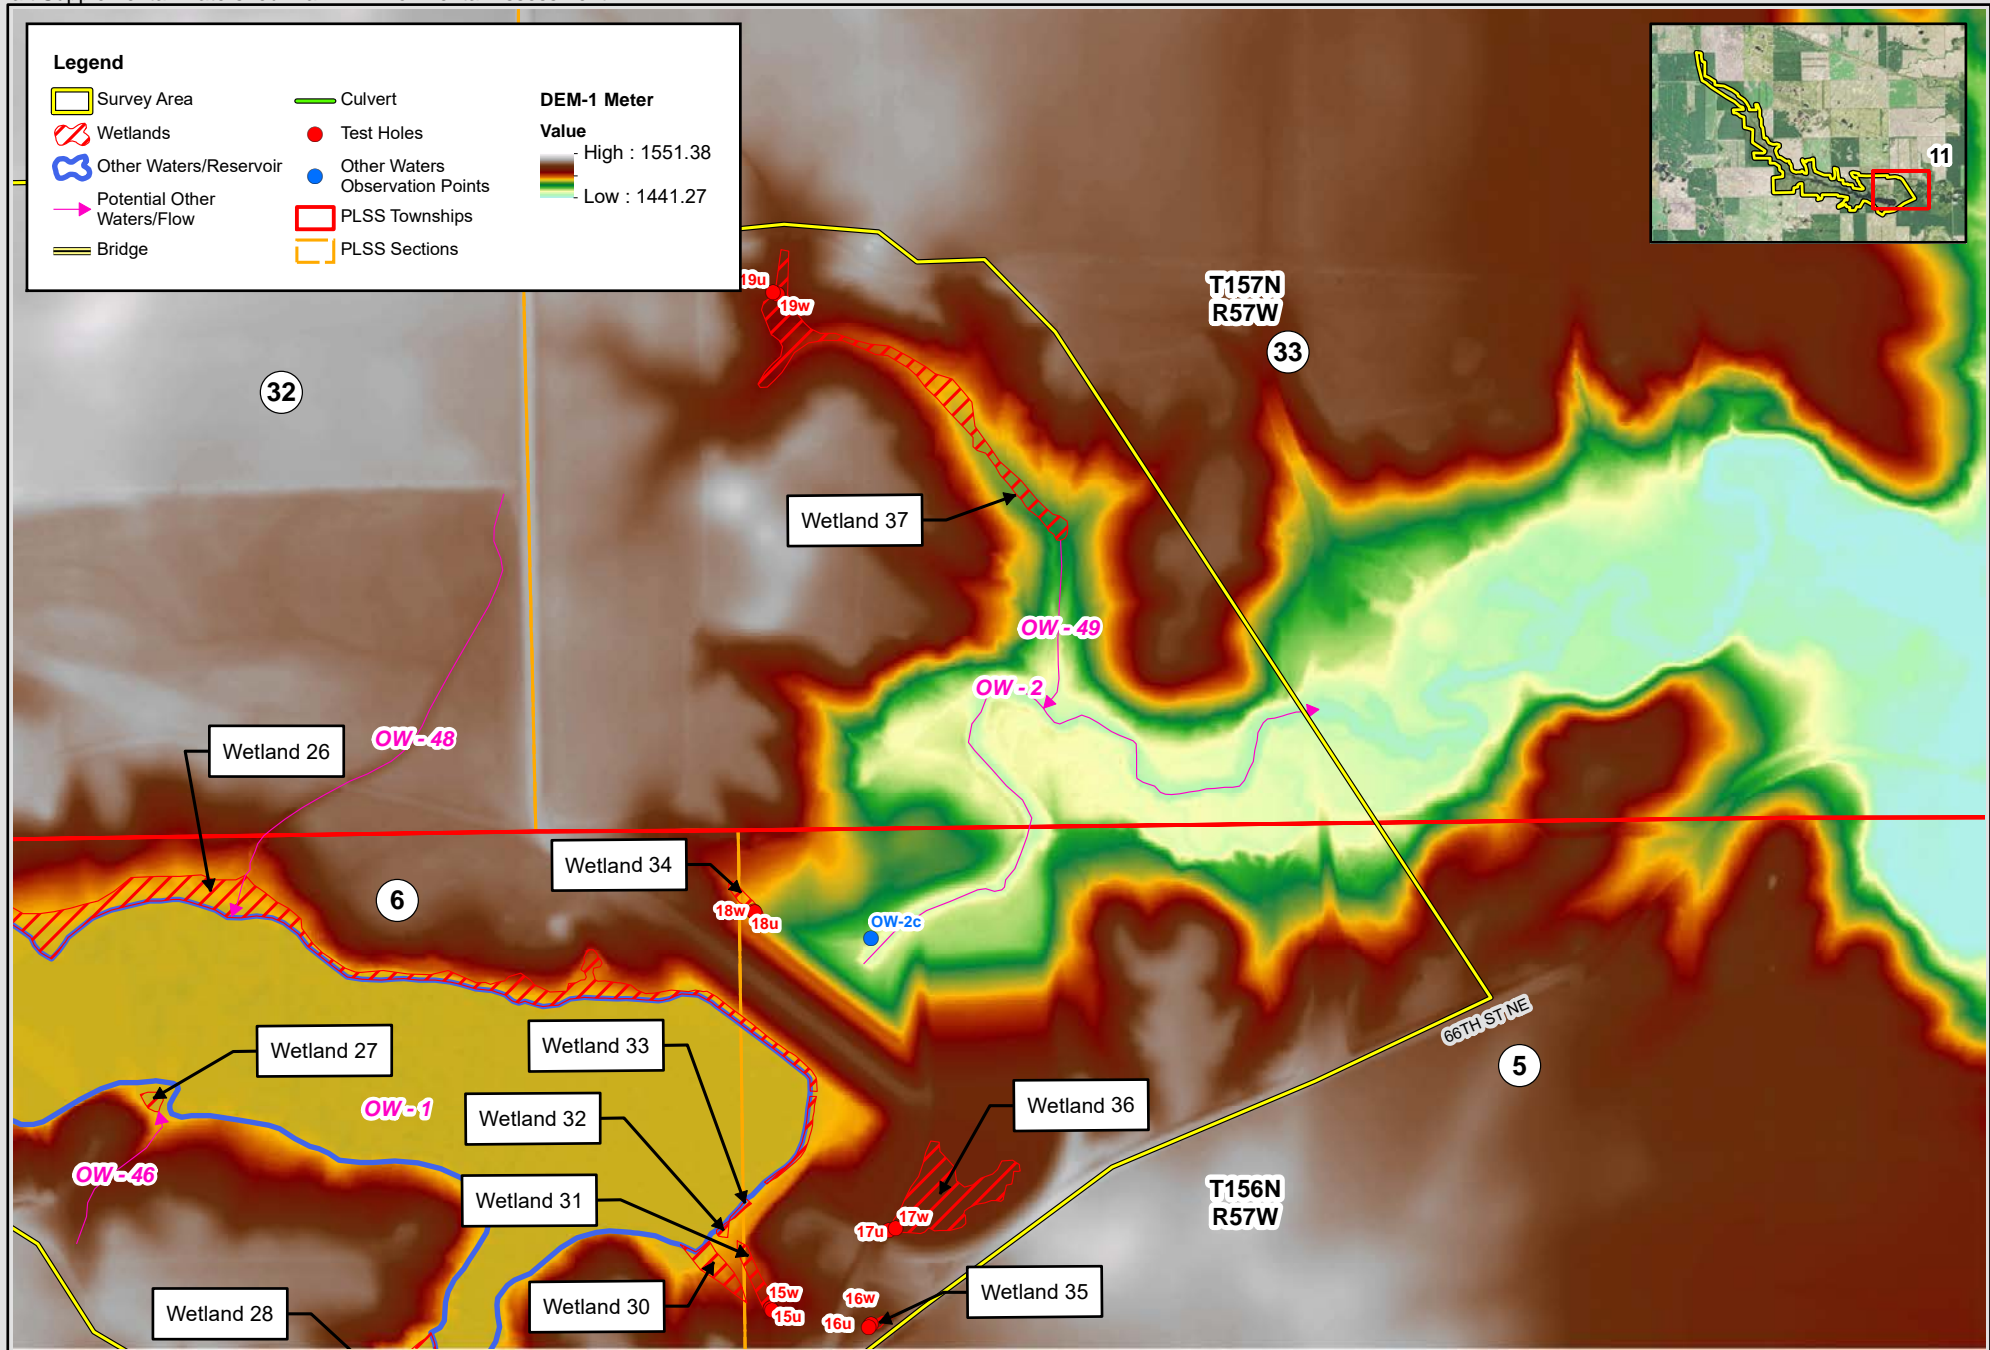 Legend
Survey Area
Wetlands
Other Waters/Reservoir
Potential Other
Waters/Flow
Bridge
Culvert
Test Holes
Other Waters
Observation Points
PLSS Townships
PLSS Sections
DEM-1 Meter
Value
High : 1551.38
Low : 1441.27
11
19u
19w
T157N
R57W
33
32
Wetland 37
OW - 49
OW - 2
OW - 48
Wetland 26
Wetland 34
6
18w
18u
OW-2c
66TH ST NE
5
Wetland 27
Wetland 33
OW - 1
Wetland 32
Wetland 36
OW - 46
Wetland 31
T156N
R57W
17w
17u
Wetland 30
15w
15u
16w
16u
Wetland 35
Wetland 28